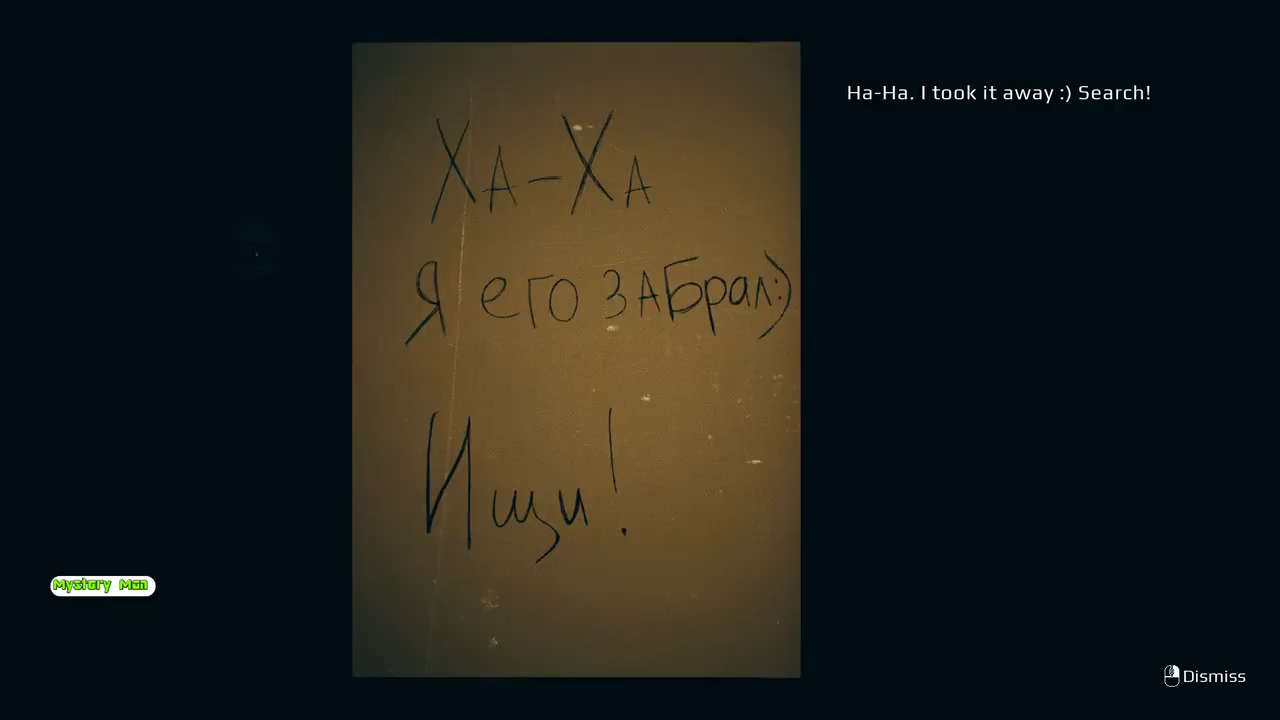 Ха-Ха
Я его забрал:)
Ищи!
Ha-Ha. I took it away :) Search!
Mystery Man
Dismiss